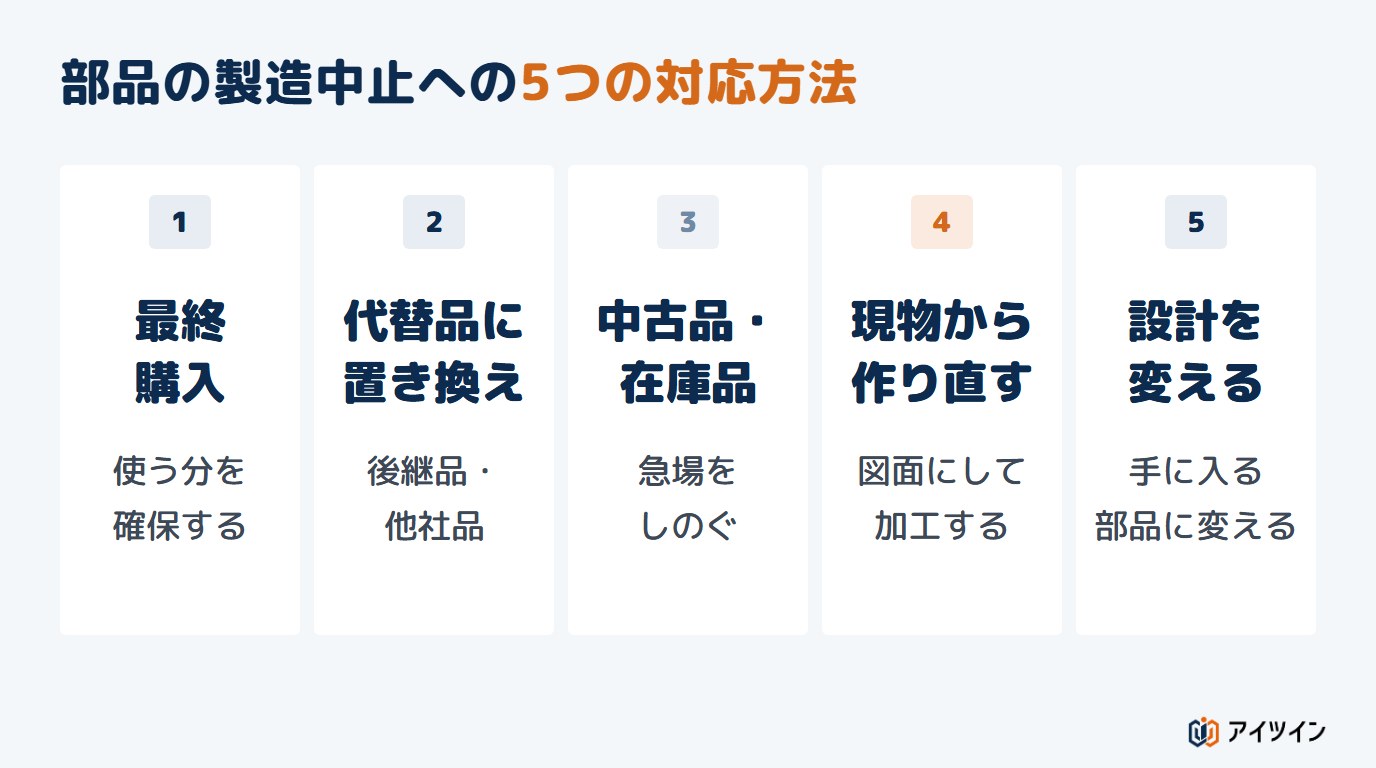 部品の製造中止への5つの対応方法
1
最終
購入
使う分を
確保する
2
代替品に
置き換え
後継品・
他社品
3
中古品・
在庫品
急場を
しのぐ
4
現物から
作り直す
図面にして
加工する
5
設計を
変える
手に入る
部品に変える
アイツイン